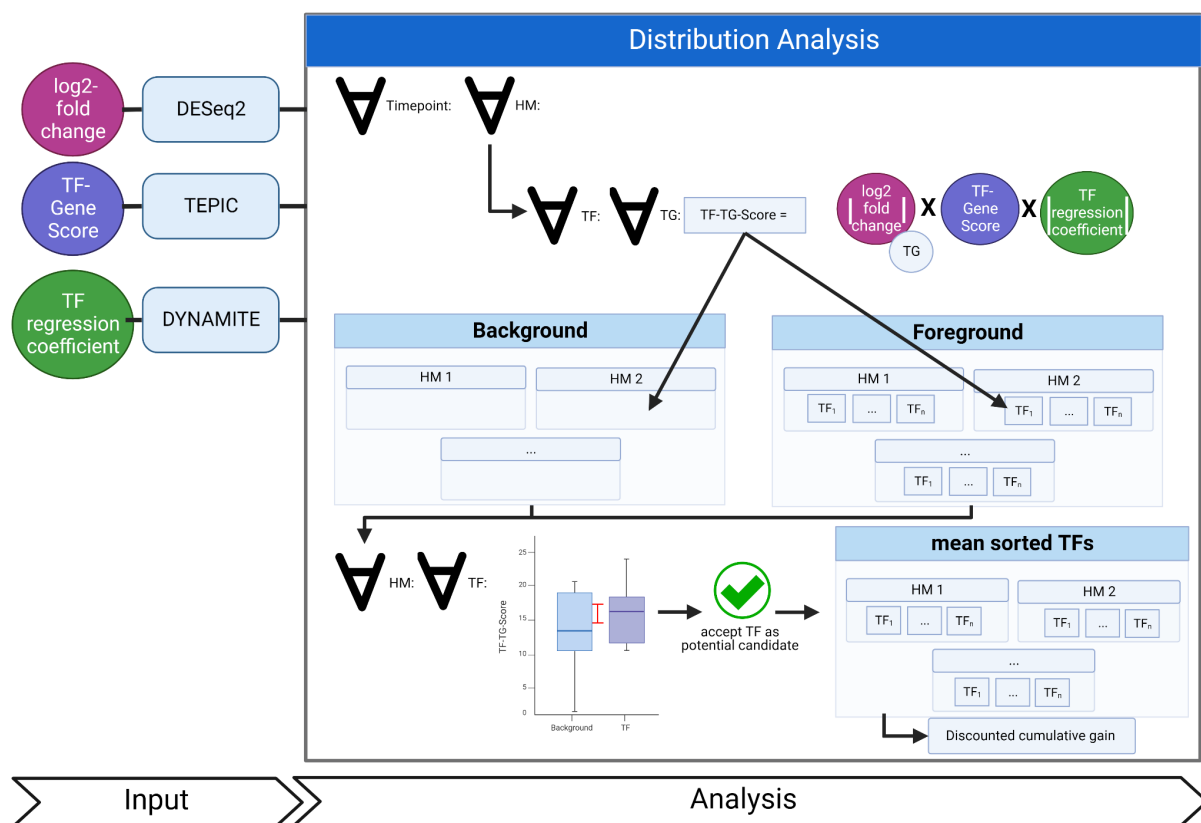 Distribution Analysis
log2-
fold
change
DESeq2
TF-
Gene
Score
TEPIC
TF
regression
coefficient
DYNAMITE
∀ Timepoint: ∀ HM:
∀ TF: ∀ TG: TF-TG-Score =
|log2
fold
change|
TG
X
TF-
Gene
Score
X
|TF
regression
coefficient|
Background
HM 1
HM 2
...
Foreground
HM 1
TF₁ ... TFₙ
HM 2
TF₁ ... TFₙ
...
TF₁ ... TFₙ
∀ HM: ∀ TF:
TF-TG-Score
25
20
15
10
5
0
Background
TF
accept TF as
potential candidate
mean sorted TFs
HM 1
TF₁ ... TFₙ
HM 2
TF₁ ... TFₙ
...
TF₁ ... TFₙ
Discounted cumulative gain
Input
Analysis